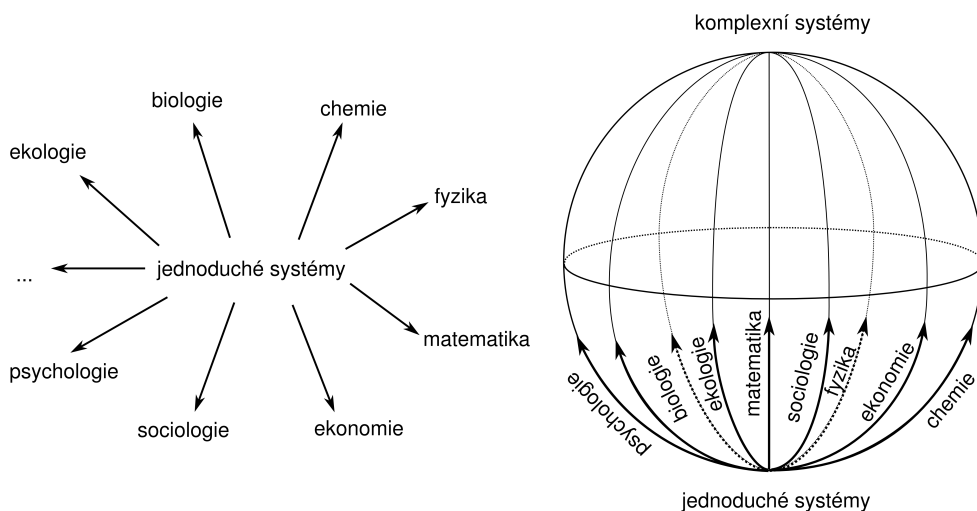 biologie
chemie
ekologie
fyzika
jednoduché systémy
...
matematika
psychologie
sociologie
ekonomie
komplexní systémy
psychologie
biologie
ekologie
matematika
sociologie
fyzika
ekonomie
chemie
jednoduché systémy